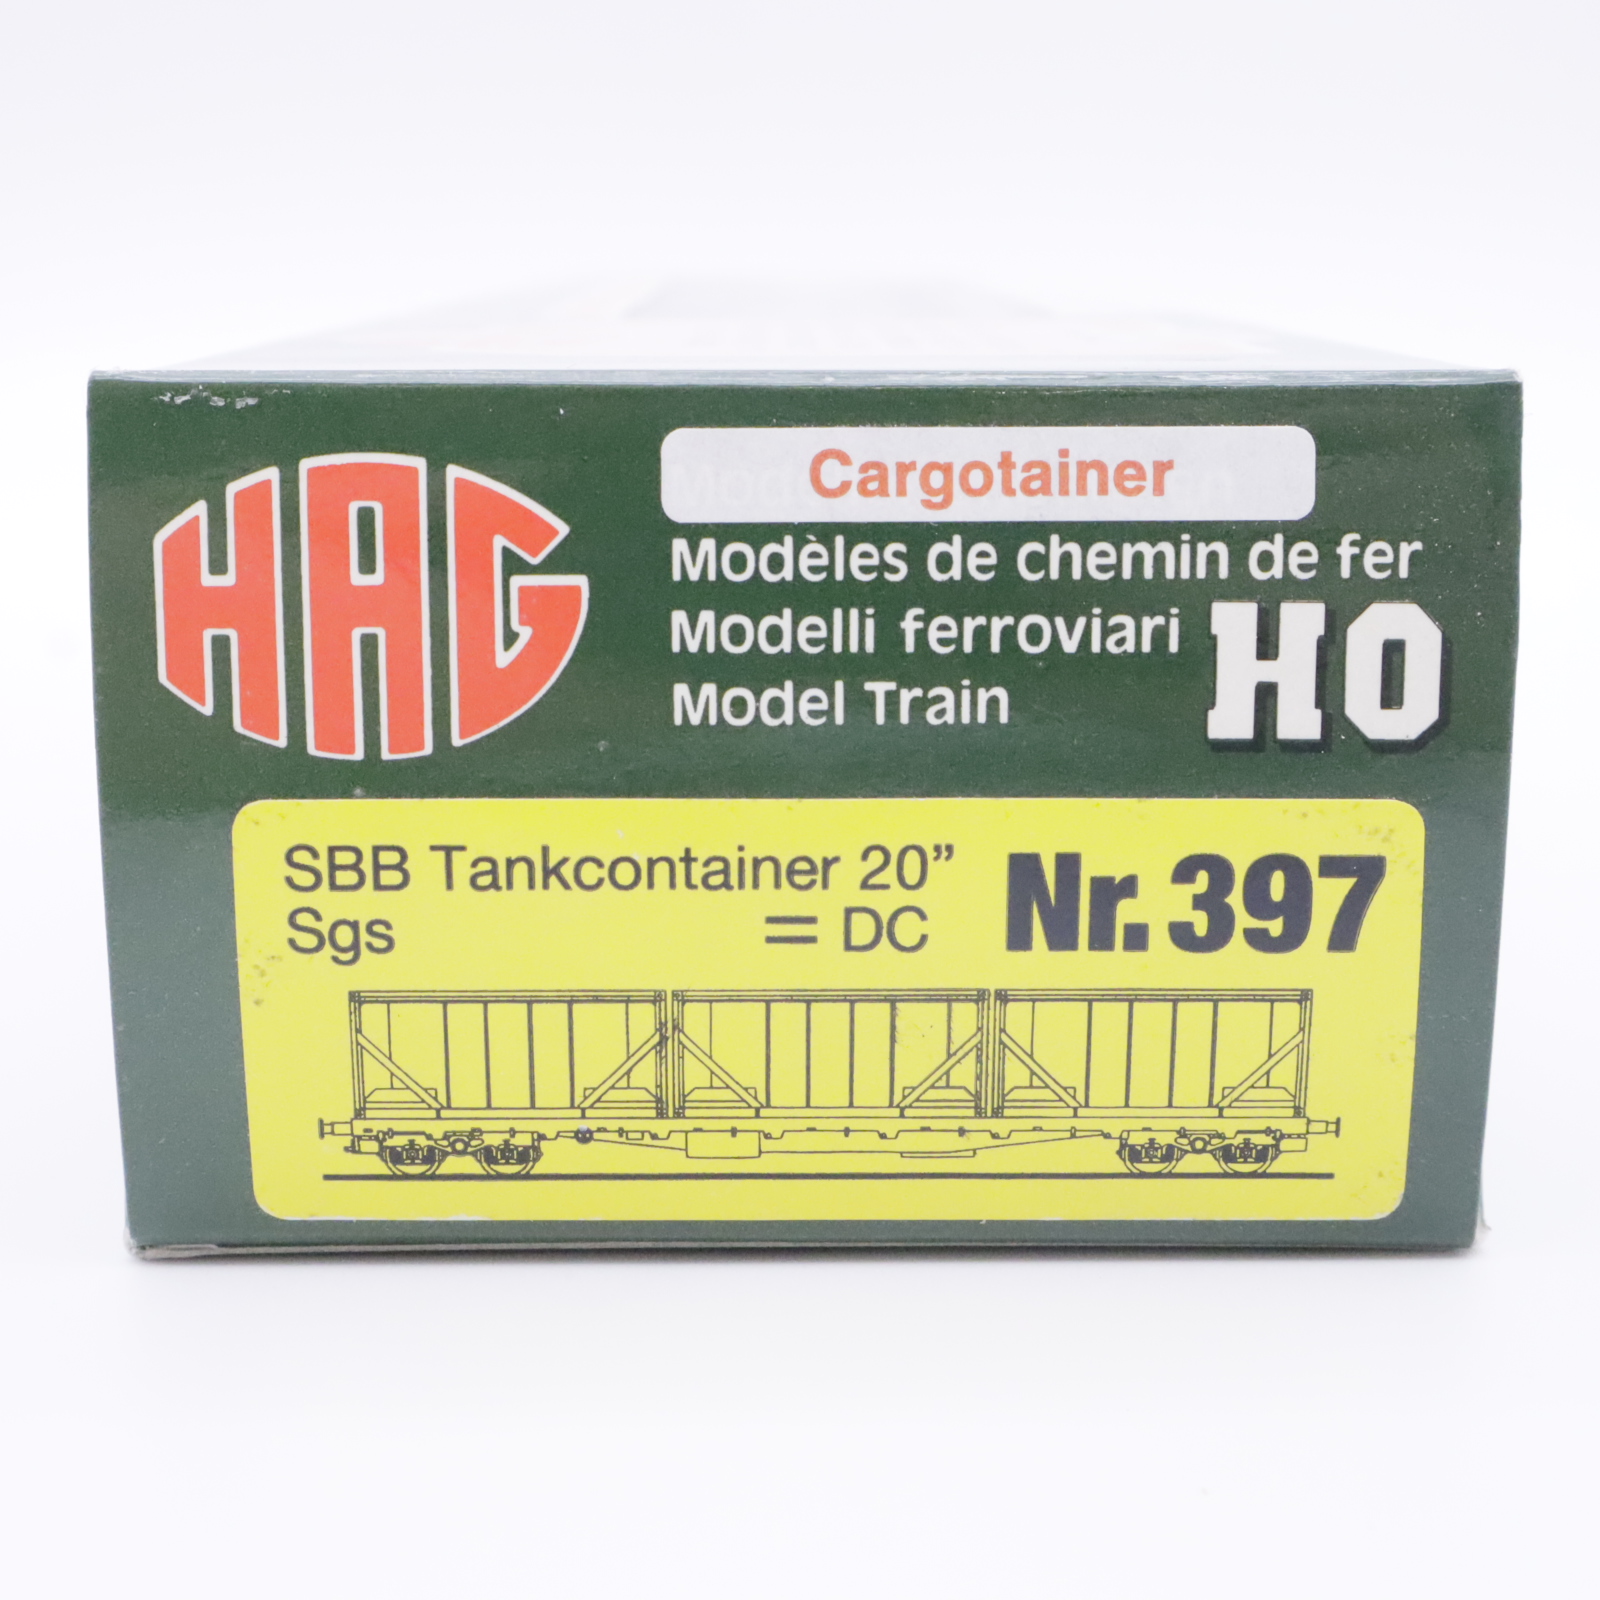 HAG
Cargotainer
Modèles de chemin de fer
Modelli ferroviari
Model Train
HO
SBB Tankcontainer 20”
Sgs = DC
Nr. 397